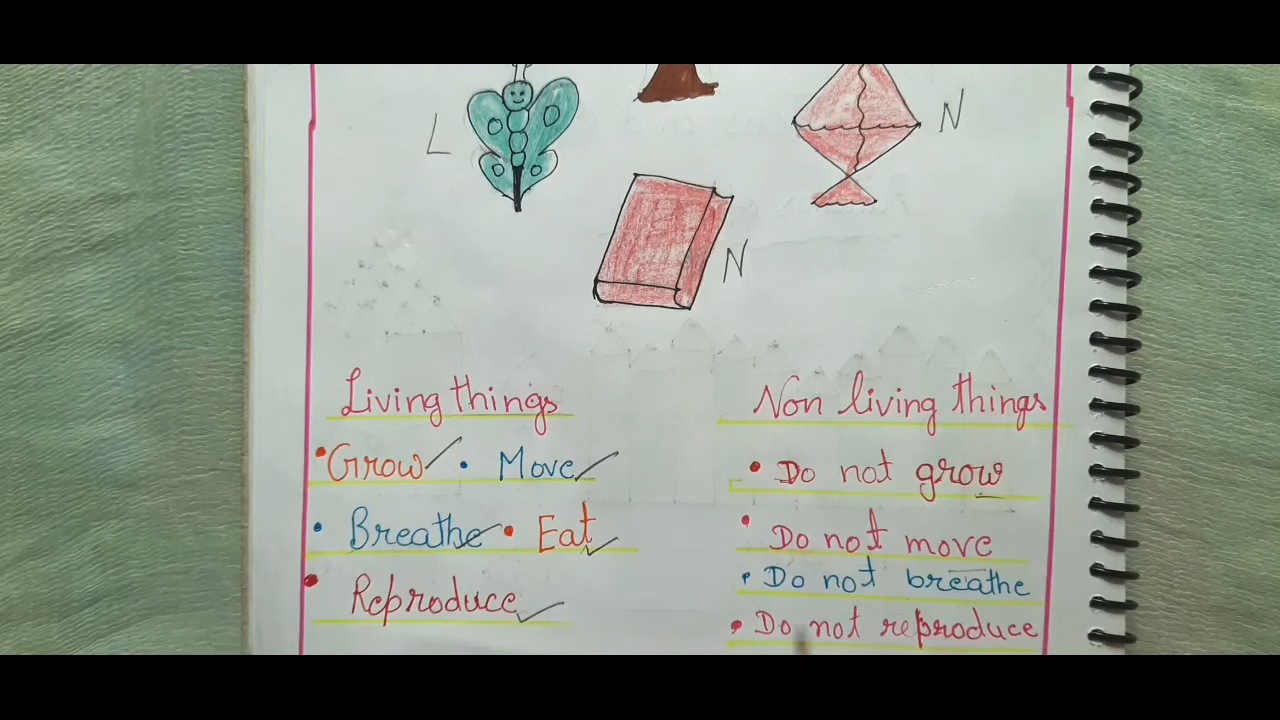 L
N
N
Living things
Non living things
• Grow • Move
• Do not grow
• Breathe • Eat
• Do not move
• Do not breathe
• Reproduce
• Do not reproduce